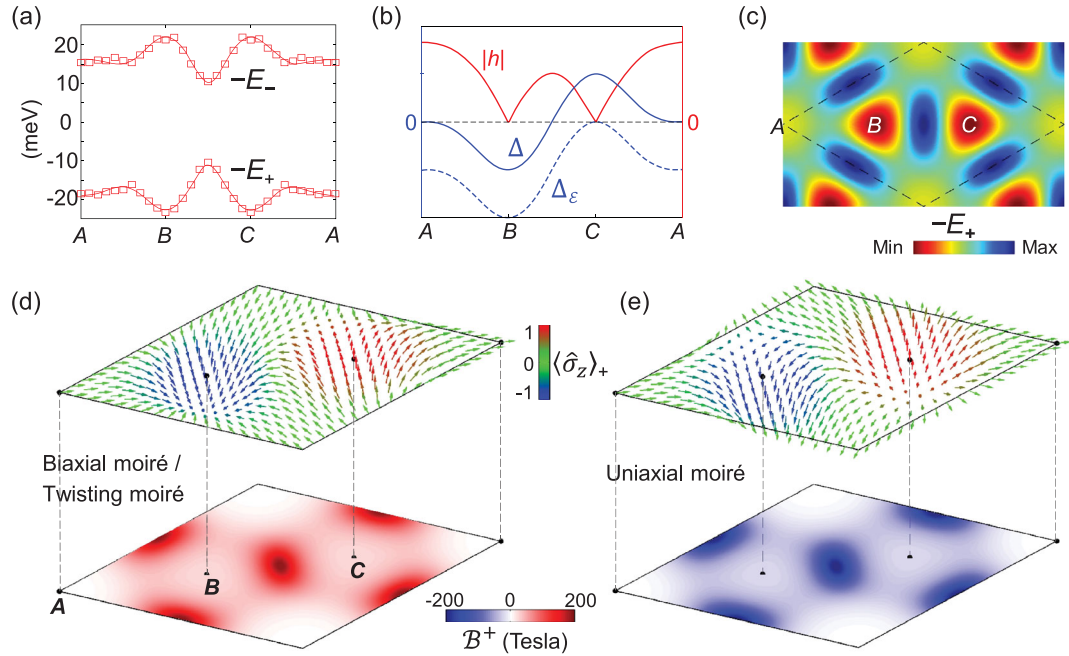 (a)
20
10
0
-10
-20
(meV)
−E₋
−E₊
A B C A
(b)
|h|
0
0
Δ
Δ_ε
A B C A
(c)
A
B
C
−E₊
Min
Max
(d)
1
0
-1
⟨σ̂_z⟩₊
Biaxial moiré /
Twisting moiré
A
B
C
-200 0 200
ℬ⁺ (Tesla)
(e)
Uniaxial moiré